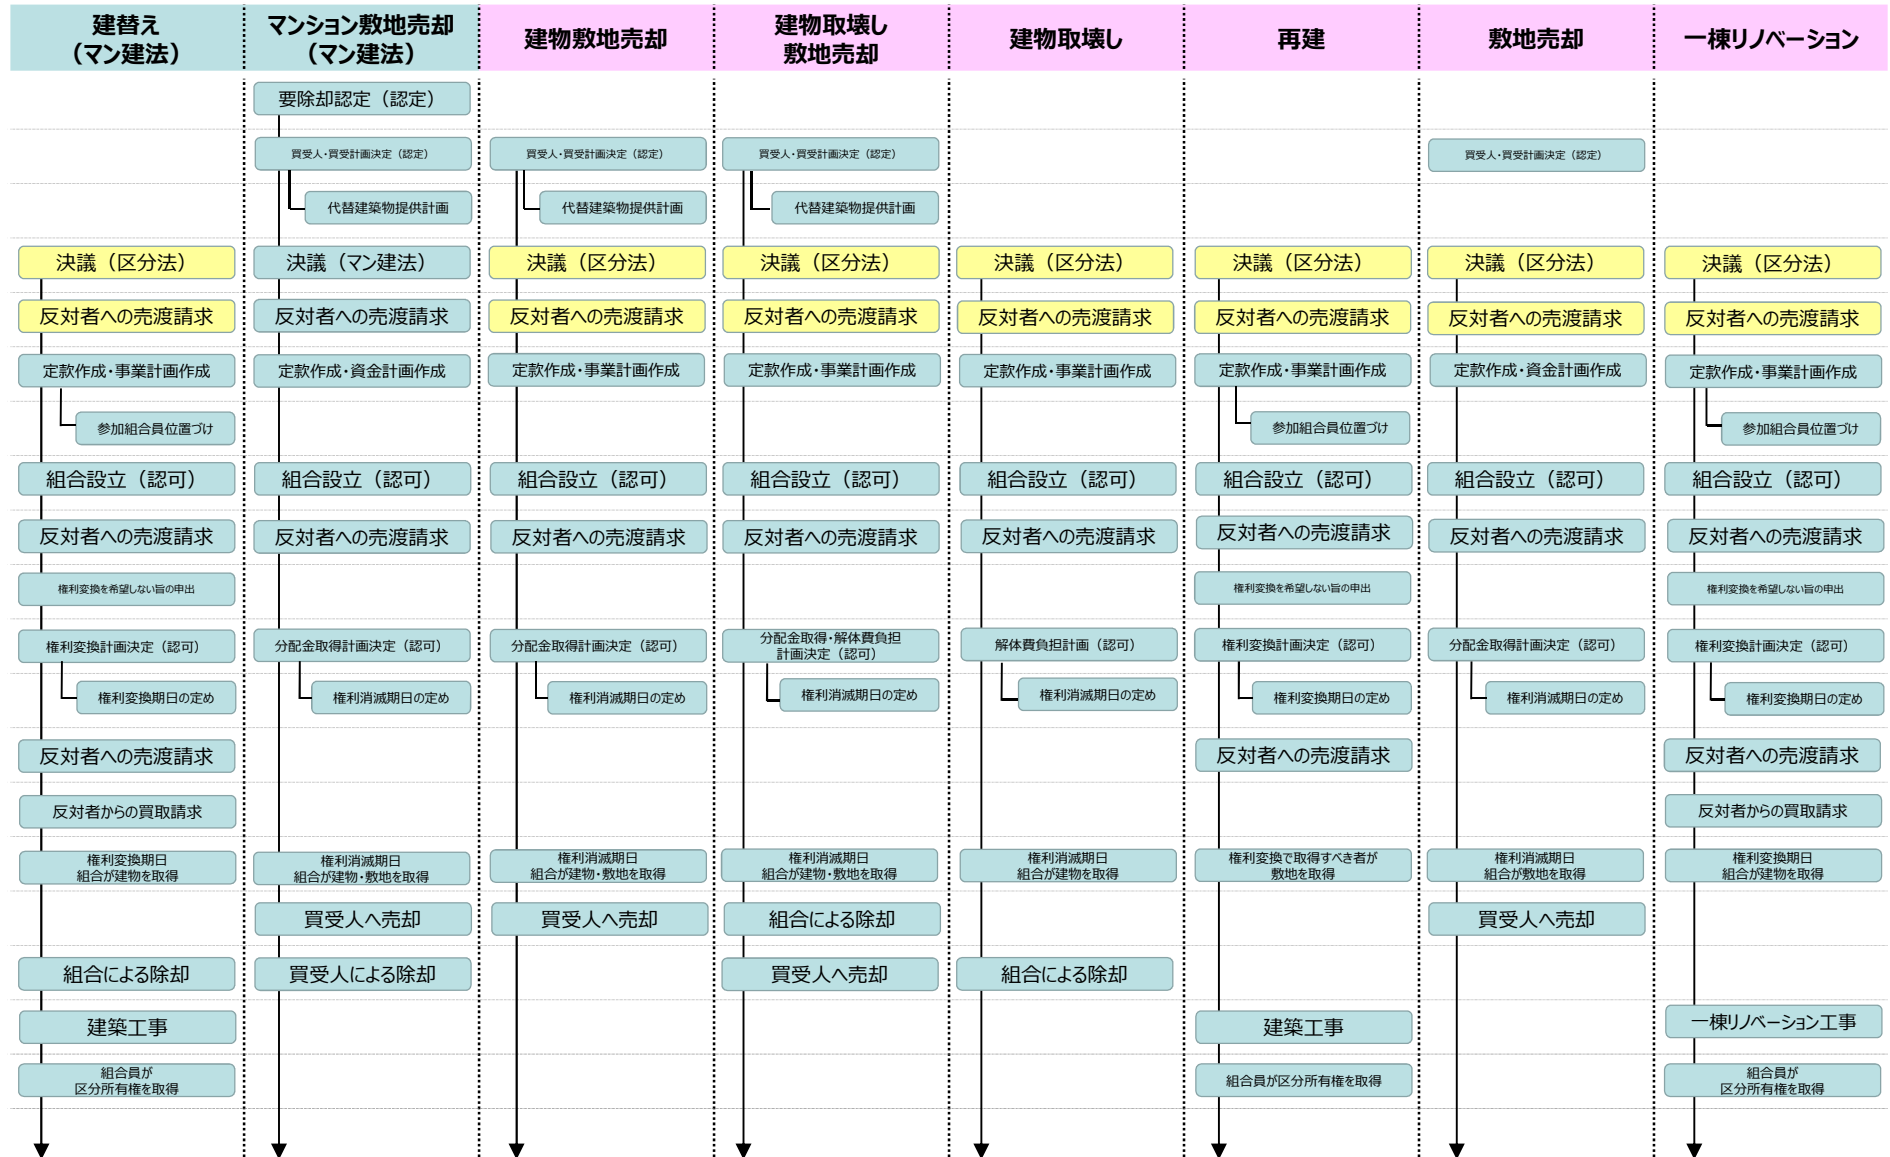 建替え
（マン建法）
マンション敷地売却
（マン建法）
建物敷地売却
建物取壊し
敷地売却
建物取壊し
再建
敷地売却
一棟リノベーション
要除却認定（認定）
買受人・買受計画決定（認定）
買受人・買受計画決定（認定）
買受人・買受計画決定（認定）
買受人・買受計画決定（認定）
代替建築物提供計画
代替建築物提供計画
代替建築物提供計画
決議（区分法）
決議（マン建法）
決議（区分法）
決議（区分法）
決議（区分法）
決議（区分法）
決議（区分法）
決議（区分法）
反対者への売渡請求
反対者への売渡請求
反対者への売渡請求
反対者への売渡請求
反対者への売渡請求
反対者への売渡請求
反対者への売渡請求
反対者への売渡請求
定款作成・事業計画作成
定款作成・資金計画作成
定款作成・事業計画作成
定款作成・事業計画作成
定款作成・事業計画作成
定款作成・事業計画作成
定款作成・資金計画作成
定款作成・事業計画作成
参加組合員位置づけ
参加組合員位置づけ
参加組合員位置づけ
組合設立（認可）
組合設立（認可）
組合設立（認可）
組合設立（認可）
組合設立（認可）
組合設立（認可）
組合設立（認可）
組合設立（認可）
反対者への売渡請求
反対者への売渡請求
反対者への売渡請求
反対者への売渡請求
反対者への売渡請求
反対者への売渡請求
反対者への売渡請求
反対者への売渡請求
権利変換を希望しない旨の申出
権利変換を希望しない旨の申出
権利変換を希望しない旨の申出
権利変換計画決定（認可）
分配金取得計画決定（認可）
分配金取得計画決定（認可）
分配金取得・解体費負担
計画決定（認可）
解体費負担計画（認可）
権利変換計画決定（認可）
分配金取得計画決定（認可）
権利変換計画決定（認可）
権利変換期日の定め
権利消滅期日の定め
権利消滅期日の定め
権利消滅期日の定め
権利消滅期日の定め
権利変換期日の定め
権利消滅期日の定め
権利変換期日の定め
反対者への売渡請求
反対者への売渡請求
反対者への売渡請求
反対者からの買取請求
反対者からの買取請求
権利変換期日
組合が建物を取得
権利消滅期日
組合が建物・敷地を取得
権利消滅期日
組合が建物・敷地を取得
権利消滅期日
組合が建物・敷地を取得
権利消滅期日
組合が建物を取得
権利変換で取得すべき者が
敷地を取得
権利消滅期日
組合が敷地を取得
権利変換期日
組合が建物を取得
買受人へ売却
買受人へ売却
組合による除却
買受人へ売却
組合による除却
買受人による除却
買受人へ売却
組合による除却
建築工事
建築工事
一棟リノベーション工事
組合員が
区分所有権を取得
組合員が区分所有権を取得
組合員が
区分所有権を取得